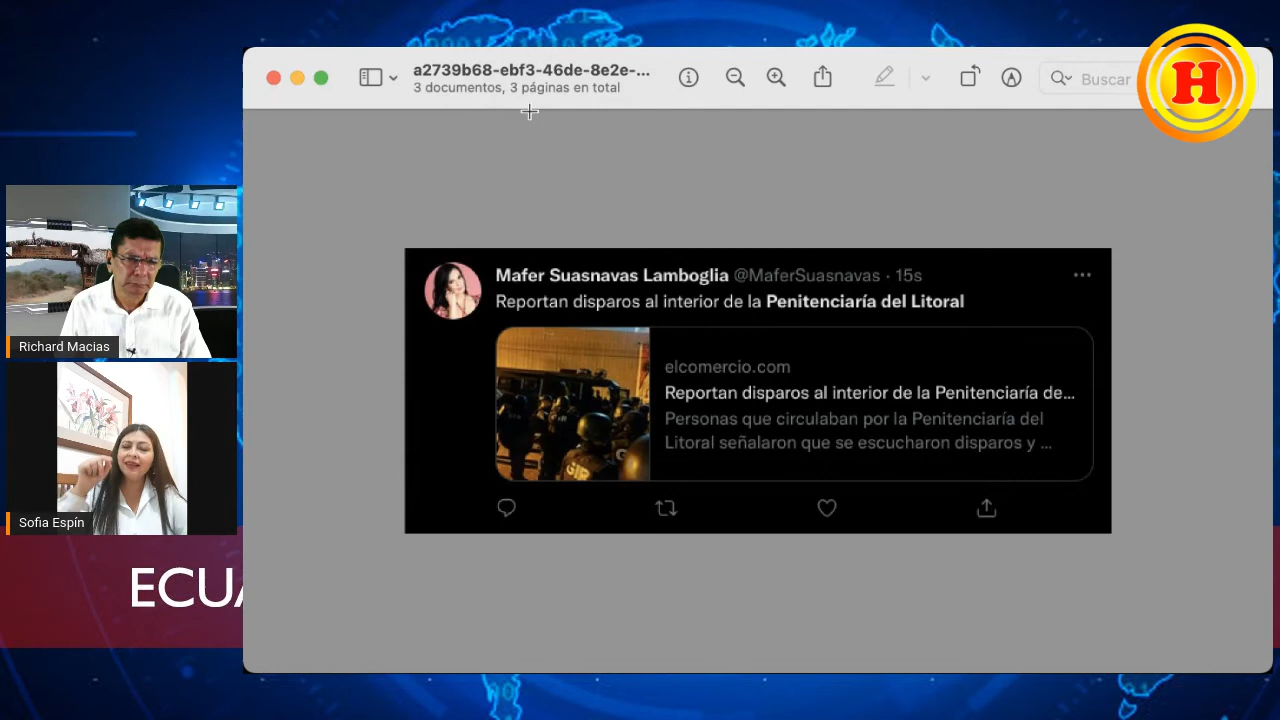 a2739b68-ebf3-46de-8e2e-...
3 documentos, 3 páginas en total
Buscar
H
Mafer Suasnavas Lamboglia @MaferSuasnavas · 15s
Reportan disparos al interior de la Penitenciaría del Litoral
elcomercio.com
Reportan disparos al interior de la Penitenciaría de...
Personas que circulaban por la Penitenciaría del
Litoral señalaron que se escucharon disparos y ...
GIR
Richard Macias
Sofia Espín
ECUA